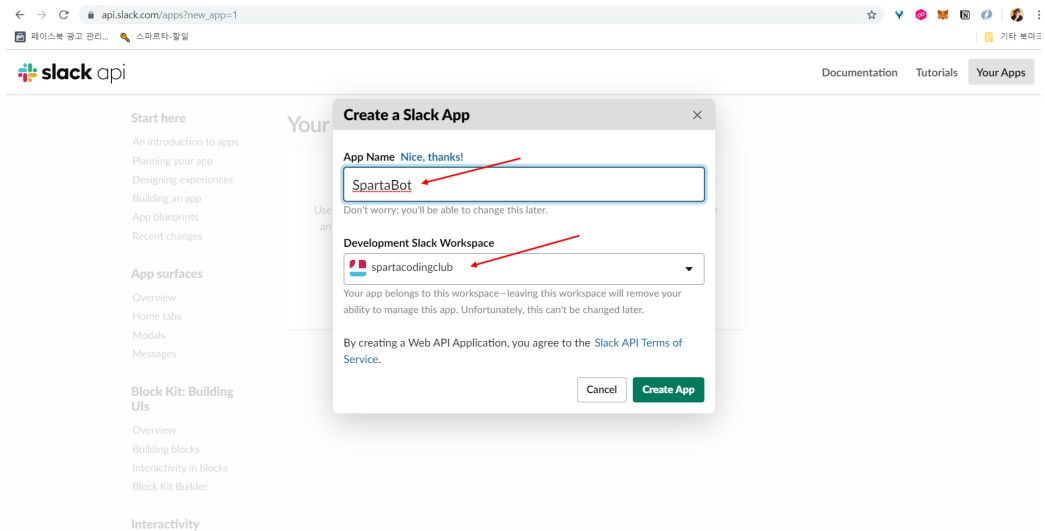 api.slack.com/apps?new_app=1
페이스북 광고 관리...
스파르타-할일
기타 북마크
slack api
Documentation
Tutorials
Your Apps
Start here
An introduction to apps
Planning your app
Designing experiences
Building an app
App blueprints
Recent changes
App surfaces
Overview
Home tabs
Modals
Messages
Block Kit: Building
UIs
Overview
Building blocks
Interactivity in blocks
Block Kit Builder
Interactivity
Your
Use
an
Create a Slack App
App Name Nice, thanks!
SpartaBot
Don't worry; you'll be able to change this later.
Development Slack Workspace
spartacodingclub
Your app belongs to this workspace—leaving this workspace will remove your
ability to manage this app. Unfortunately, this can't be changed later.
By creating a Web API Application, you agree to the Slack API Terms of
Service.
Cancel
Create App